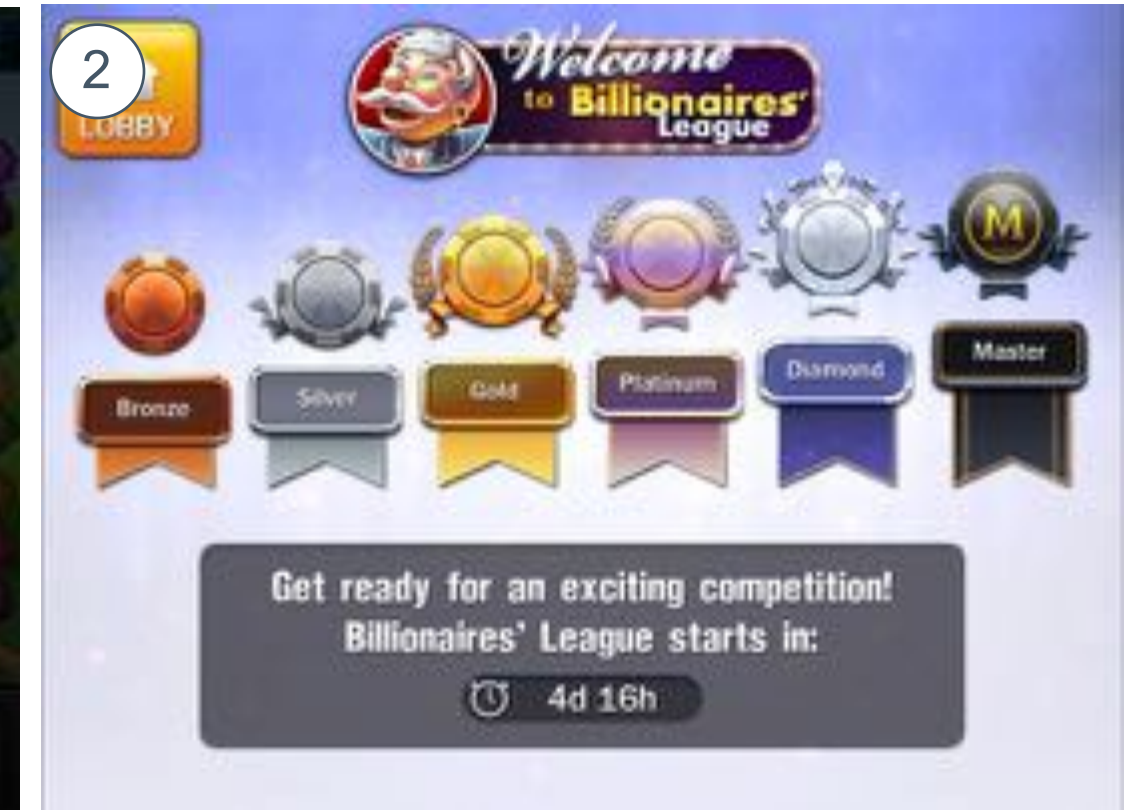 2
LOBBY
Welcome
to Billionaires'
League
M
Bronze
Silver
Gold
Platinum
Diamond
Master
Get ready for an exciting competition!
Billionaires' League starts in:
4d 16h